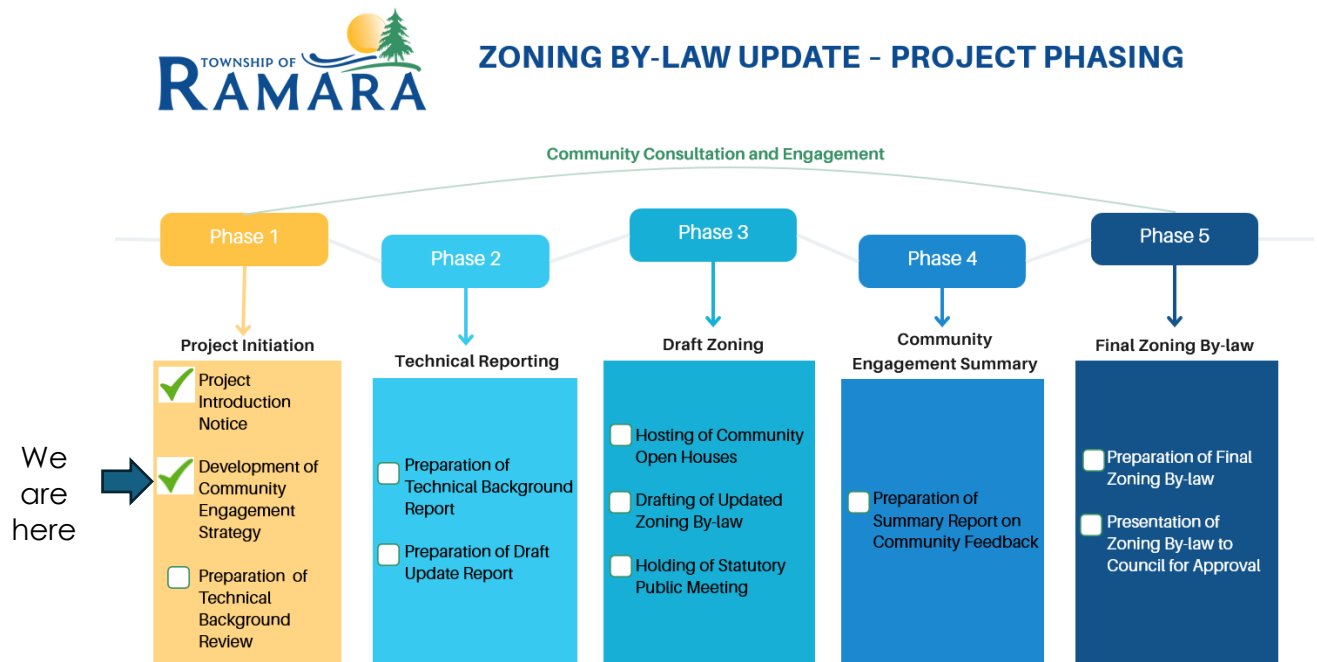 TOWNSHIP OF
RAMARA
ZONING BY-LAW UPDATE - PROJECT PHASING
Community Consultation and Engagement
Phase 1
Phase 2
Phase 3
Phase 4
Phase 5
Project Initiation
Project
Introduction
Notice
Development of
Community
Engagement
Strategy
Preparation of
Technical
Background
Review
We
are
here
Technical Reporting
Preparation of
Technical Background
Report
Preparation of Draft
Update Report
Draft Zoning
Hosting of Community
Open Houses
Drafting of Updated
Zoning By-law
Holding of Statutory
Public Meeting
Community
Engagement Summary
Preparation of
Summary Report on
Community Feedback
Final Zoning By-law
Preparation of Final
Zoning By-law
Presentation of
Zoning By-law to
Council for Approval